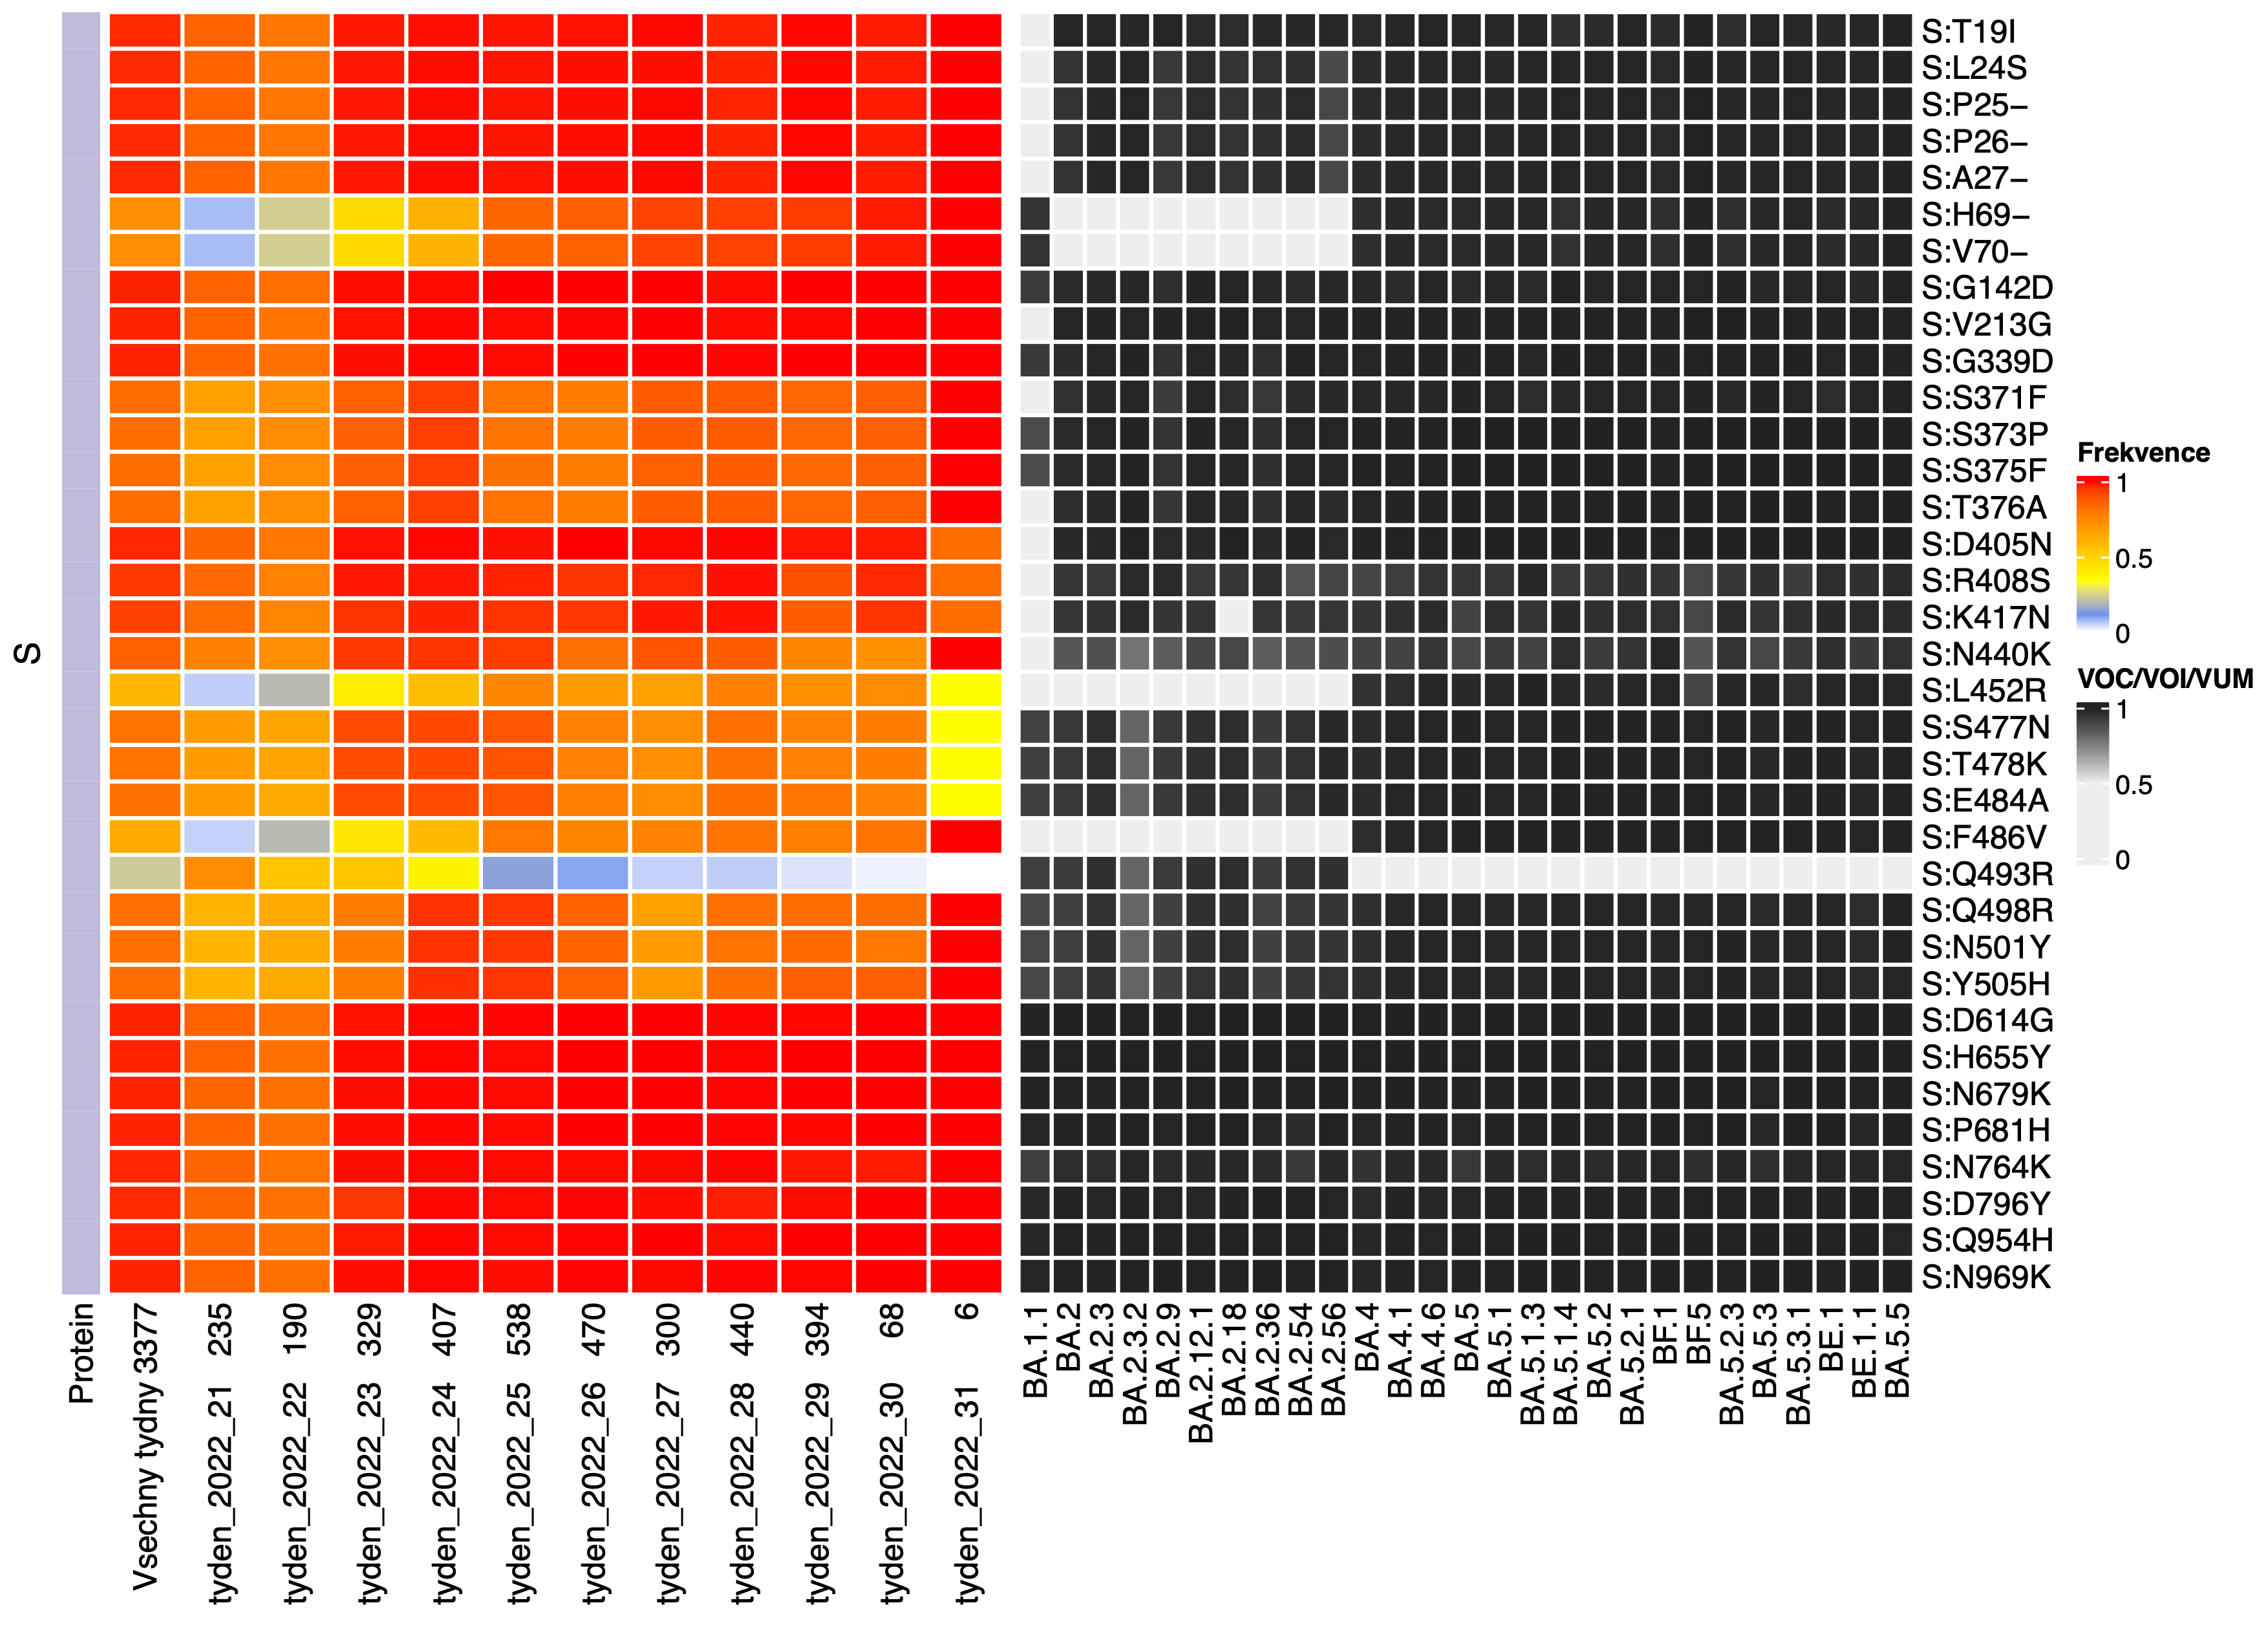 S:T19I
S:L24S
S:P25−
S:P26−
S:A27−
S:H69−
S:V70−
S:G142D
S:V213G
S:G339D
S:S371F
S:S373P
S:S375F
S:T376A
S:D405N
S:R408S
S:K417N
S:N440K
S:L452R
S:S477N
S:T478K
S:E484A
S:F486V
S:Q493R
S:Q498R
S:N501Y
S:Y505H
S:D614G
S:H655Y
S:N679K
S:P681H
S:N764K
S:D796Y
S:Q954H
S:N969K
S
Frekvence
1
0.5
0
VOC/VOI/VUM
1
0.5
0
Protein
Vsechny tydny 3377
tyden_2022_21 235
tyden_2022_22 190
tyden_2022_23 329
tyden_2022_24 407
tyden_2022_25 538
tyden_2022_26 470
tyden_2022_27 300
tyden_2022_28 440
tyden_2022_29 394
tyden_2022_30 68
tyden_2022_31 6
BA.1.1
BA.2
BA.2.3
BA.2.3.2
BA.2.9
BA.2.12.1
BA.2.18
BA.2.36
BA.2.54
BA.2.56
BA.4
BA.4.1
BA.4.6
BA.5
BA.5.1
BA.5.1.3
BA.5.1.4
BA.5.2
BA.5.2.1
BF.1
BF.5
BA.5.2.3
BA.5.3
BA.5.3.1
BE.1
BE.1.1
BA.5.5